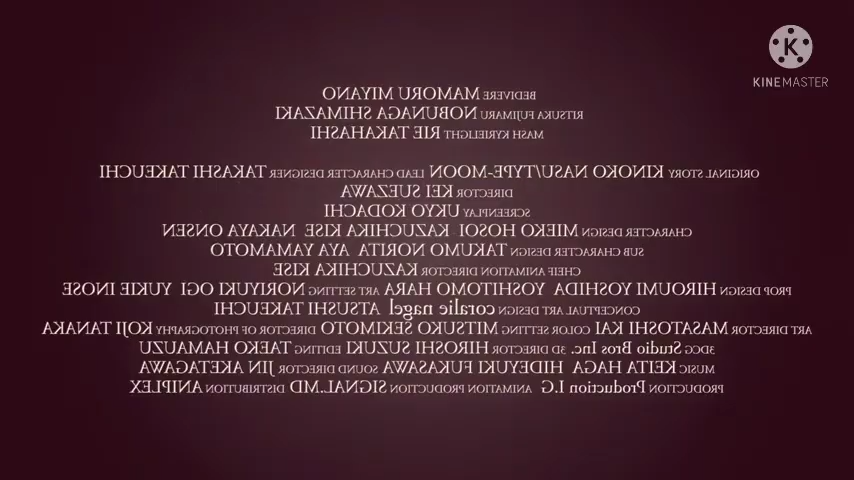 KINEMASTER
BEDIVERE MAMORU MIYANO
RITSUKA FUJIMARU NOBUNAGA SHIMAZAKI
MASH KYRIELIGHT RIE TAKAHASHI
ORIGINAL STORY KINOKO NASU/TYPE-MOON LEAD CHARACTER DESIGNER TAKASHI TAKEUCHI
DIRECTOR KEI SUEZAWA
SCREENPLAY UKYO KODACHI
CHARACTER DESIGN MIEKO HOSOI KAZUCHIKA KISE NAKAYA ONSEN
SUB CHARACTER DESIGN TAKUMO NORITA AYA YAMAMOTO
CHEIF ANIMATION DIRECTOR KAZUCHIKA KISE
PROP DESIGN HIROUMI YOSHIDA YOSHITOMO HARA ART SETTING NORIYUKI OGI YUKIE INOSE
CONCEPTUAL ART DESIGN coralie nagel ATSUSHI TAKEUCHI
ART DIRECTOR MASATOSHI KAI COLOR SETTING MITSUKO SEKIMOTO DIRECTOR OF PHOTOGRAPHY KOJI TANAKA
3DCG Studio Bros Inc. 3D DIRECTOR HIROSHI SUZUKI EDITING TAEKO HAMAUZU
MUSIC KEITA HAGA HIDEYUKI FUKASAWA SOUND DIRECTOR JIN AKETAGAWA
PRODUCTION Production I.G ANIMATION PRODUCTION SIGNAL.MD DISTRIBUTION ANIPLEX